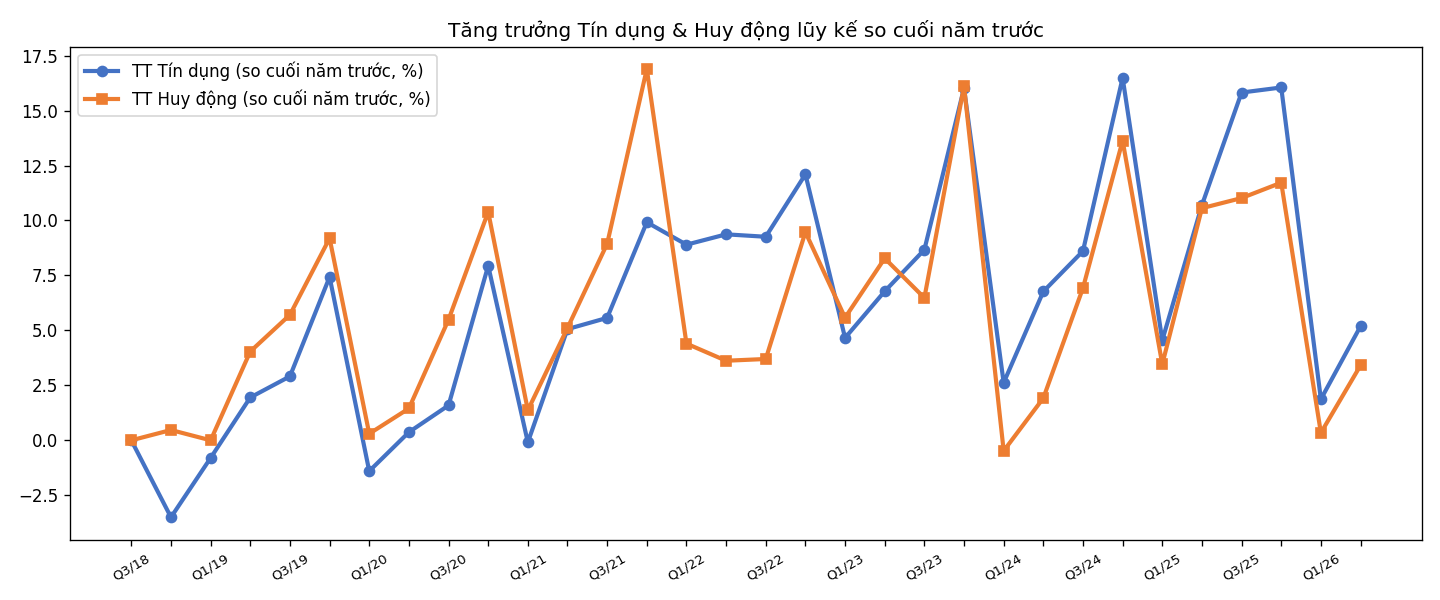 Tăng trưởng Tín dụng & Huy động lũy kế so cuối năm trước
TT Tín dụng (so cuối năm trước, %)
TT Huy động (so cuối năm trước, %)
17.5
15.0
12.5
10.0
7.5
5.0
2.5
0.0
−2.5
Q3/18
Q1/19
Q3/19
Q1/20
Q3/20
Q1/21
Q3/21
Q1/22
Q3/22
Q1/23
Q3/23
Q1/24
Q3/24
Q1/25
Q3/25
Q1/26